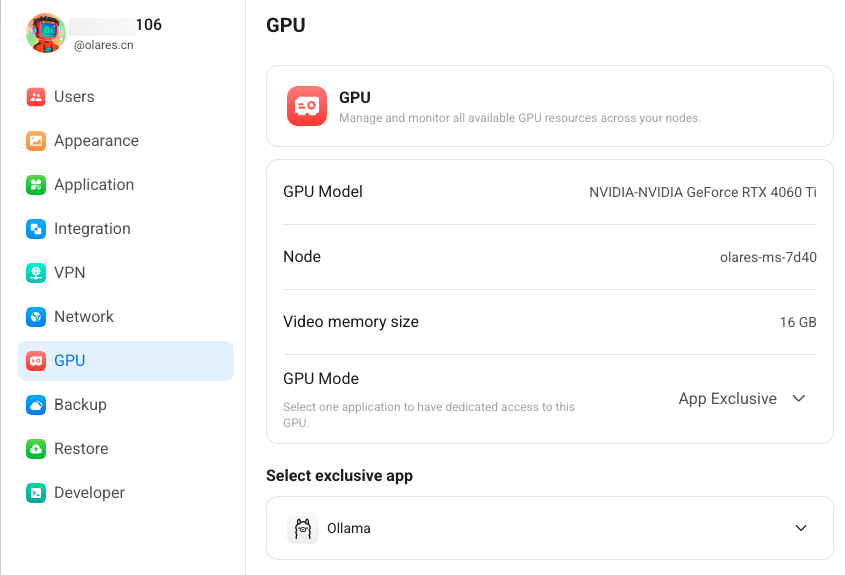 106
@olares.cn
Users
Appearance
Application
Integration
VPN
Network
GPU
Backup
Restore
Developer
GPU
GPU
Manage and monitor all available GPU resources across your nodes.
GPU Model
NVIDIA-NVIDIA GeForce RTX 4060 Ti
Node
olares-ms-7d40
Video memory size
16 GB
GPU Mode
Select one application to have dedicated access to this
GPU.
App Exclusive
Select exclusive app
Ollama